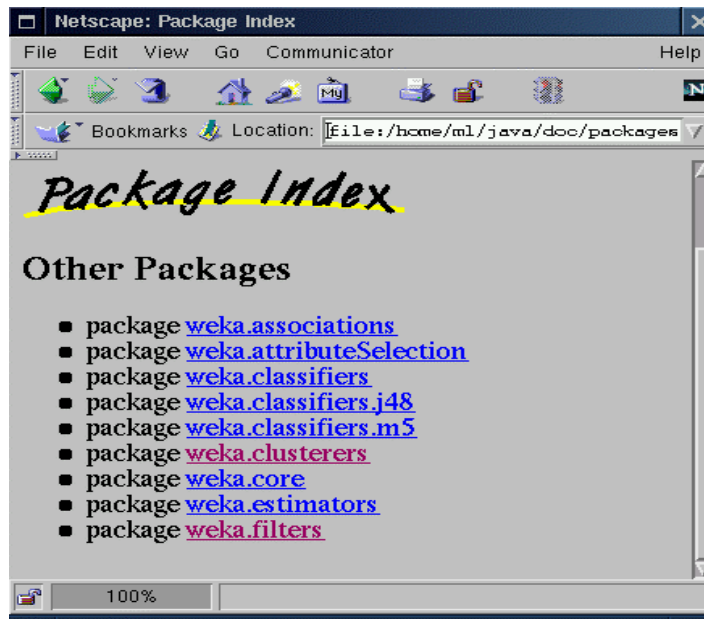 Netscape: Package Index
File Edit View Go Communicator Help
My N
Bookmarks Location: file:/home/ml/java/doc/packages
Package Index
Other Packages
package weka.associations
package weka.attributeSelection
package weka.classifiers
package weka.classifiers.j48
package weka.classifiers.m5
package weka.clusterers
package weka.core
package weka.estimators
package weka.filters
100%